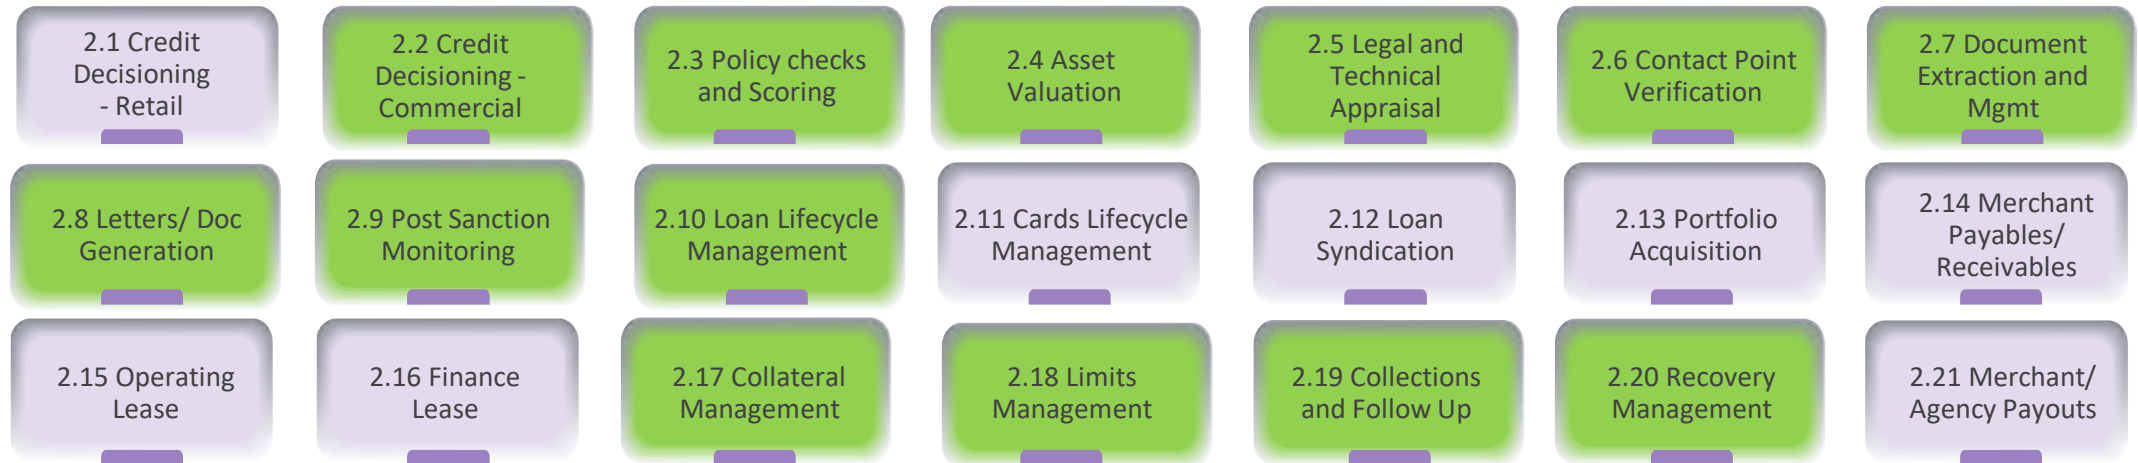 2.1 Credit
Decisioning
- Retail
2.2 Credit
Decisioning -
Commercial
2.3 Policy checks
and Scoring
2.4 Asset
Valuation
2.5 Legal and
Technical
Appraisal
2.6 Contact Point
Verification
2.7 Document
Extraction and
Mgmt
2.8 Letters/ Doc
Generation
2.9 Post Sanction
Monitoring
2.10 Loan Lifecycle
Management
2.11 Cards Lifecycle
Management
2.12 Loan
Syndication
2.13 Portfolio
Acquisition
2.14 Merchant
Payables/
Receivables
2.15 Operating
Lease
2.16 Finance
Lease
2.17 Collateral
Management
2.18 Limits
Management
2.19 Collections
and Follow Up
2.20 Recovery
Management
2.21 Merchant/
Agency Payouts